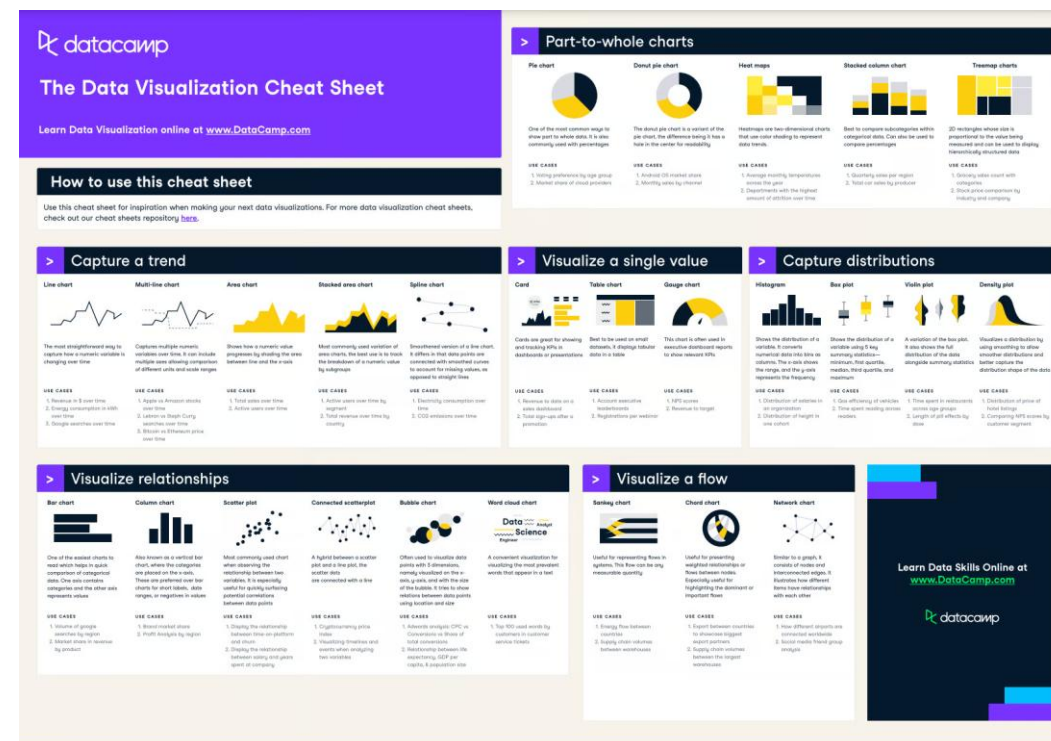 datacamp
The Data Visualization Cheat Sheet
Learn Data Visualization online at www.DataCamp.com
How to use this cheat sheet
Use this cheat sheet for inspiration when making your next data visualizations. For more data visualization cheat sheets,
check out our cheat sheets repository here.
> Part-to-whole charts
Pie chart
One of the most common ways to
show part to whole data. It is also
commonly used with percentages
USE CASES
1. Voting preference by age group
2. Market share of cloud providers
Donut pie chart
The donut pie chart is a variant of the
pie chart, the difference being it has a
hole in the center for readability
USE CASES
1. Android OS market share
2. Monthly sales by channel
Heat maps
Heatmaps are two-dimensional charts
that use color shading to represent
data trends.
USE CASES
1. Average monthly temperatures
across the years
2. Departments with the highest
amount of attrition over time
Stacked column chart
Best to compare subcategories within
categorical data. Can also be used to
compare percentages
USE CASES
1. Quarterly sales per region
2. Total car sales by producer
Treemap charts
2D rectangles whose size is
proportional to the value being
measured and can be used to display
hierarchically structured data
USE CASES
1. Grocery sales count with
categories
2. Stock price comparison by
industry and company
> Capture a trend
Line chart
The most straightforward way to
capture how a numeric variable is
changing over time
USE CASES
1. Revenue in $ over time
2. Energy consumption in kWh
over time
3. Google searches over time
Multi-line chart
Captures multiple numeric
variables over time. It can include
multiple axes allowing comparison
of different units and scale ranges
USE CASES
1. Apple vs Amazon stocks
over time
2. Lebron vs Steph Curry
searches over time
3. Bitcoin vs Ethereum price
over time
Area chart
Shows how a numeric value
progresses by shading the area
between line and the x-axis
USE CASES
1. Total sales over time
2. Active users over time
Stacked area chart
Most commonly used variation of
area charts, the best use is to track
the breakdown of a numeric value
by subgroups
USE CASES
1. Active users over time by
segment
2. Total revenue over time by
country
Spline chart
Smoothened version of a line chart.
It differs in that data points are
connected with smoothed curves
to account for missing values, as
opposed to straight lines
USE CASES
1. Electricity consumption over
time
2. CO2 emissions over time
> Visualize a single value
Card
Cards are great for showing
and tracking KPIs in
dashboards or presentations
USE CASES
1. Revenue to date on a
sales dashboard
2. Total sign-ups after a
promotion
Table chart
Best to be used on small
datasets, it displays tabular
data in a table
USE CASES
1. Account executive
leaderboards
2. Registrations per webinar
Gauge chart
This chart is often used in
executive dashboard reports
to show relevant KPIs
USE CASES
1. NPS scores
2. Revenue to target
> Capture distributions
Histogram
Shows the distribution of a
variable. It converts
numerical data into bins as
columns. The x-axis shows
the range, and the y-axis
represents the frequency
USE CASES
1. Distribution of salaries in
an organization
2. Distribution of height in
one cohort
Box plot
Shows the distribution of a
variable using 5 key
summary statistics—
minimum, first quartile,
median, third quartile, and
maximum
USE CASES
1. Gas efficiency of vehicles
2. Time spent reading across
readers
Violin plot
A variation of the box plot.
It also shows the full
distribution of the data
alongside summary statistics
USE CASES
1. Time spent in restaurants
across age groups
2. Length of pill effects by
dose
Density plot
Visualizes a distribution by
using smoothing to allow
smoother distributions and
better capture the
distribution shape of the data
USE CASES
1. Distribution of price of
hotel listings
2. Comparing NPS scores by
customer segment
> Visualize relationships
Bar chart
One of the easiest charts to
read which helps in quick
comparison of categorical
data. One axis contains
categories and the other axis
represents values
USE CASES
1. Volume of google
searches by region
2. Market share in revenue
by product
Column chart
Also known as a vertical bar
chart, where the categories
are placed on the x-axis.
These are preferred over bar
charts for short labels, date
ranges, or negatives in values
USE CASES
1. Brand market share
2. Profit Analysis by region
Scatter plot
Most commonly used chart
when observing the
relationship between two
variables. It is especially
useful for quickly surfacing
potential correlations
between data points
USE CASES
1. Display the relationship
between time-on-platform
and churn
2. Display the relationship
between salary and years
spent at company
Connected scatterplot
A hybrid between a scatter
plot and a line plot, the
scatter dots
are connected with a line
USE CASES
1. Cryptocurrency price
index
2. Visualizing timelines and
events when analyzing
two variables
Bubble chart
Often used to visualize data
points with 3 dimensions,
namely visualized on the x-
axis, y-axis, and with the size
of the bubble. It tries to show
relations between data points
using location and size
USE CASES
1. Adwords analysis: CPC vs
Conversions vs Share of
total conversions
2. Relationship between life
expectancy, GDP per
capita, & population size
Word cloud chart
Data
Analyst
Science
Engineer
A convenient visualization for
visualizing the most prevalent
words that appear in a text
USE CASES
1. Top 100 used words by
customers in customer
service tickets
> Visualize a flow
Sankey chart
Useful for representing flows in
systems. This flow can be any
measurable quantity
USE CASES
1. Energy flow between
countries
2. Supply chain volumes
between warehouses
Chord chart
Useful for presenting
weighted relationships or
flows between nodes.
Especially useful for
highlighting the dominant or
important flows
USE CASES
1. Export between countries
to showcase biggest
export partners
2. Supply chain volumes
between the largest
warehouses
Network chart
Similar to a graph, it
consists of nodes and
interconnected edges. It
illustrates how different
items have relationships
with each other
USE CASES
1. How different airports are
connected worldwide
2. Social media friend group
analysis
Learn Data Skills Online at
www.DataCamp.com
datacamp